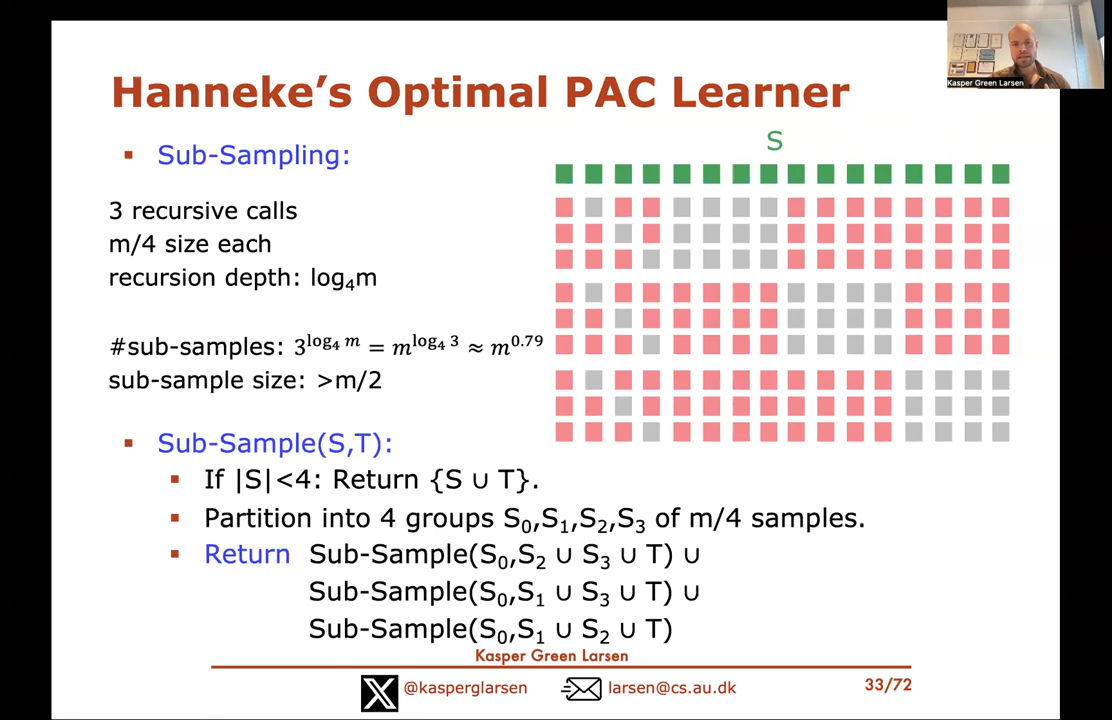 Kasper Green Larsen
Hanneke's Optimal PAC Learner
▪ Sub-Sampling:
S
3 recursive calls
m/4 size each
recursion depth: log₄m
#sub-samples: 3^{log₄ m} = m^{log₄ 3} ≈ m^{0.79}
sub-sample size: >m/2
▪ Sub-Sample(S,T):
▪ If |S|<4: Return {S ∪ T}.
▪ Partition into 4 groups S₀,S₁,S₂,S₃ of m/4 samples.
▪ Return Sub-Sample(S₀,S₂ ∪ S₃ ∪ T) ∪
Sub-Sample(S₀,S₁ ∪ S₃ ∪ T) ∪
Sub-Sample(S₀,S₁ ∪ S₂ ∪ T)
Kasper Green Larsen
X @kasperglarsen larsen@cs.au.dk 33/72